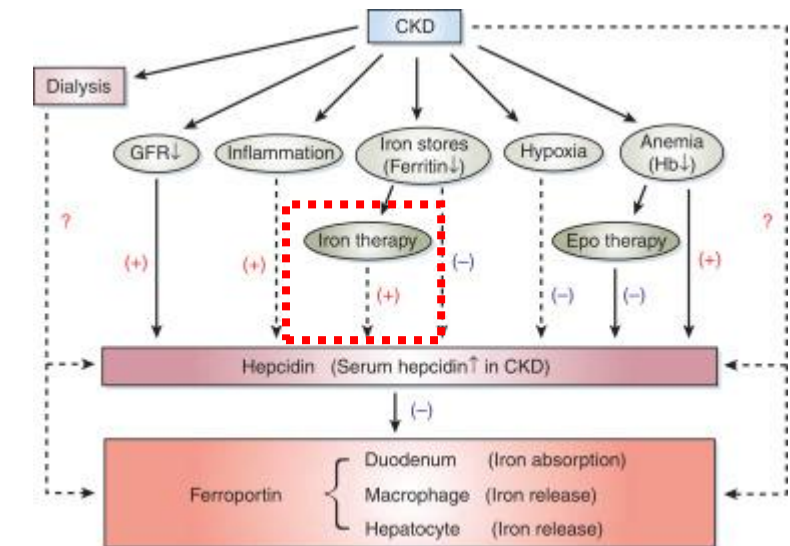 CKD
Dialysis
GFR↓
Inflammation
Iron stores
(Ferritin↓)
Hypoxia
Anemia
(Hb↓)
Iron therapy
Epo therapy
?
(+)
(+)
(+)
(–)
(–)
(–)
(+)
?
Hepcidin (Serum hepcidin↑ in CKD)
(–)
Ferroportin
Duodenum (Iron absorption)
Macrophage (Iron release)
Hepatocyte (Iron release)